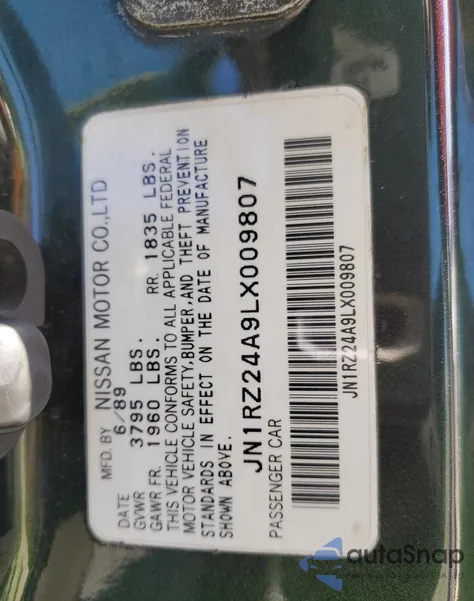 MFD. BY NISSAN MOTOR CO.,LTD
DATE 6/89
GVWR 3795 LBS.
GAWR FR. 1960 LBS. RR. 1835 LBS.
THIS VEHICLE CONFORMS TO ALL APPLICABLE FEDERAL
MOTOR VEHICLE SAFETY,BUMPER,AND THEFT PREVENTION
STANDARDS IN EFFECT ON THE DATE OF MANUFACTURE
SHOWN ABOVE.
JN1RZ24A9LX009807
PASSENGER CAR
JN1RZ24A9LX009807
autoSnap